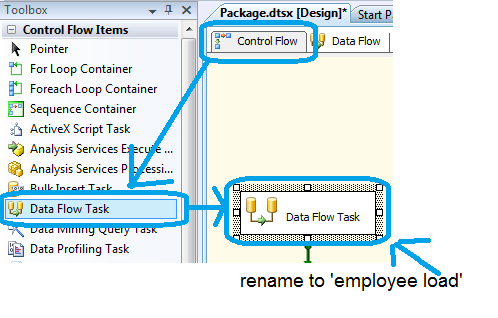 Toolbox
Package.dtsx [Design]* Start P
Control Flow Items
Control Flow
Data Flow
Pointer
For Loop Container
Foreach Loop Container
Sequence Container
ActiveX Script Task
Analysis Services Execute ...
Analysis Services Processi...
Bulk Insert Task
Data Flow Task
Data Flow Task
Data Mining Query Task
Data Profiling Task
rename to 'employee load'